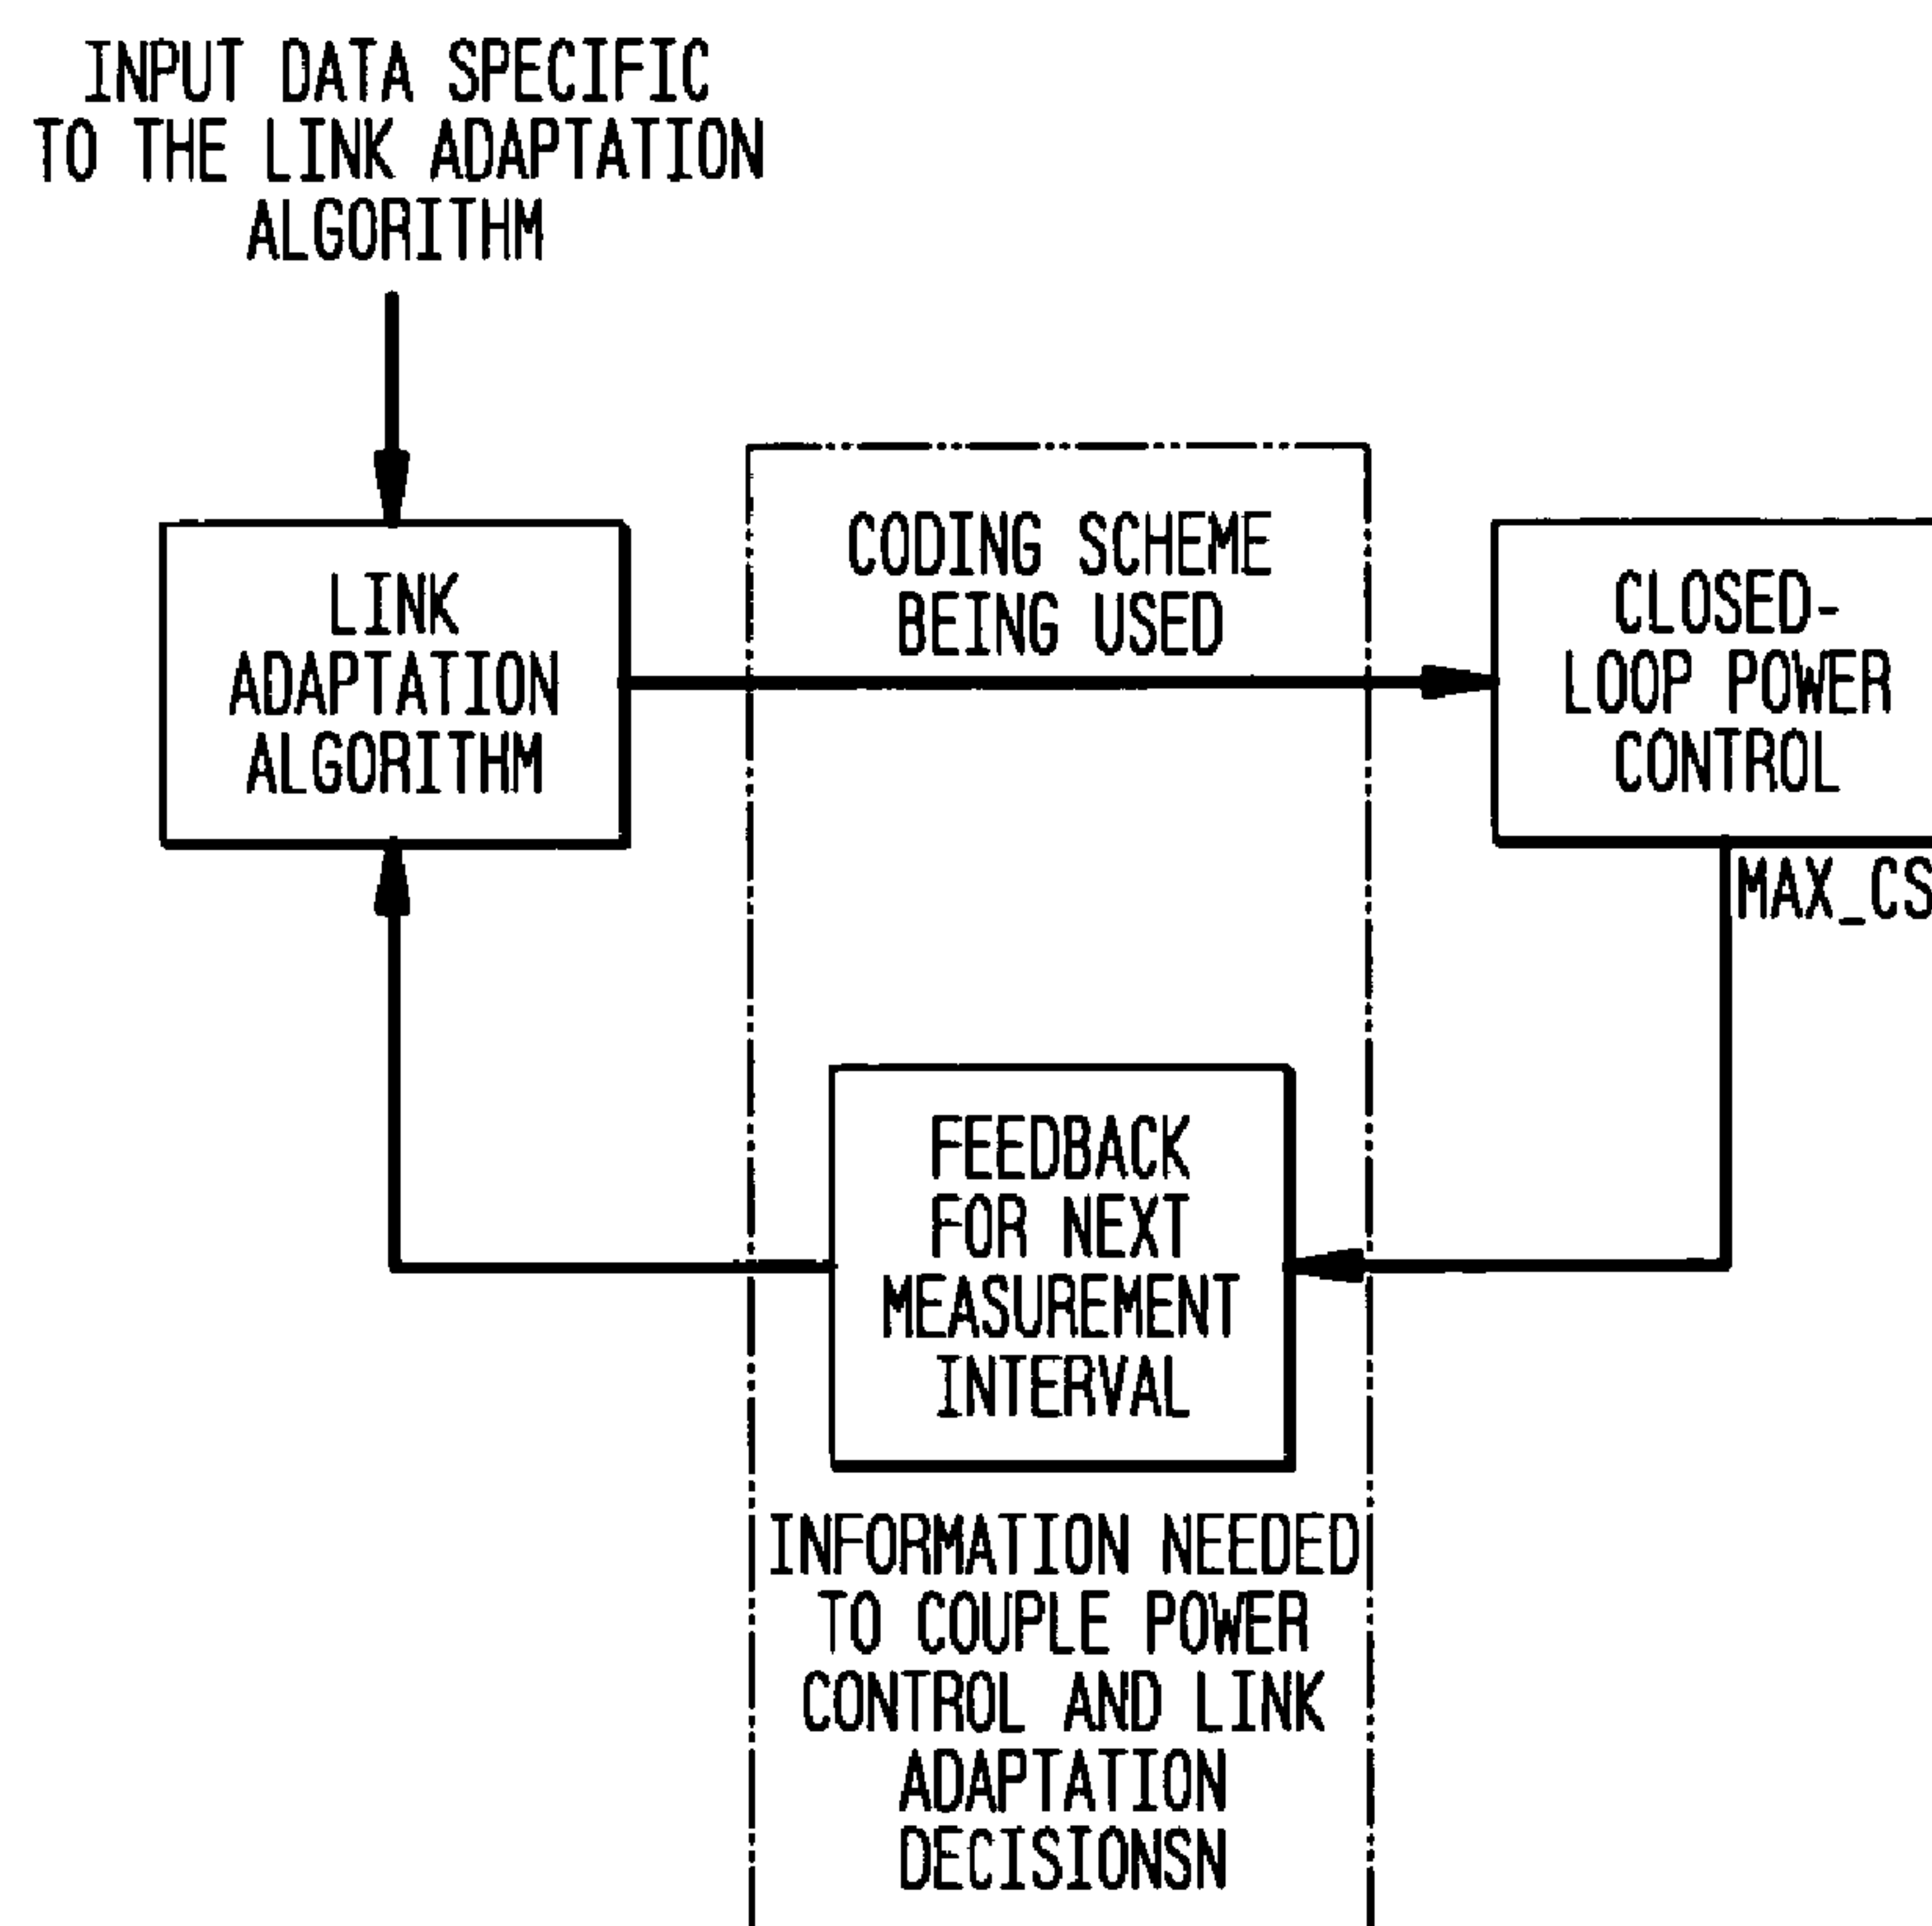 INPUT DATA SPECIFIC
TO THE LINK ADAPTATION
ALGORITHM
LINK
ADAPTATION
ALGORITHM
CODING SCHEME
BEING USED
CLOSED-
LOOP POWER
CONTROL
MAX_CS
FEEDBACK
FOR NEXT
MEASUREMENT
INTERVAL
INFORMATION NEEDED
TO COUPLE POWER
CONTROL AND LINK
ADAPTATION
DECISIONSN